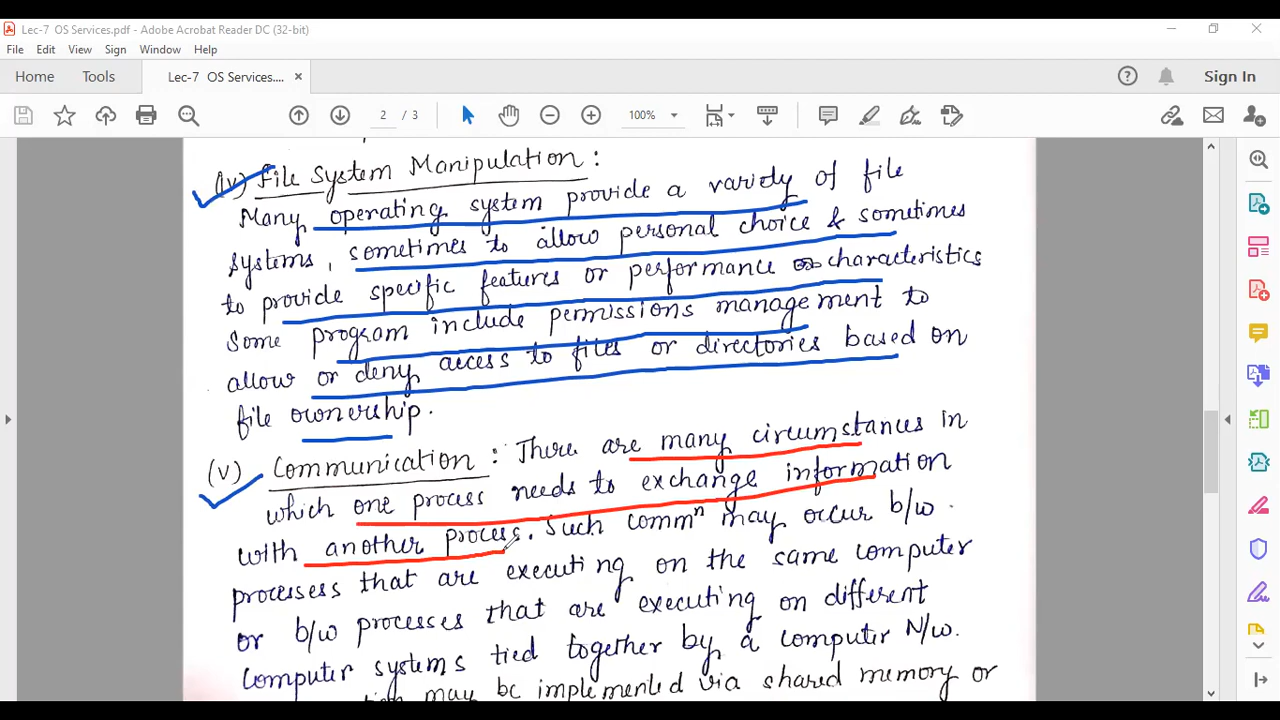 Lec-7 OS Services.pdf - Adobe Acrobat Reader DC (32-bit)
File Edit View Sign Window Help
Home Tools Lec-7 OS Services.... × Sign In
2 / 3 100%
(iv) File System Manipulation :
Many operating system provide a variety of file
systems, sometimes to allow personal choice & sometimes
to provide specific features or performance characteristics
Some program include permissions management to
allow or deny access to files or directories based on
file ownership.
(v) Communication : There are many circumstances in
which one process needs to exchange information
with another process. Such commⁿ may occur b/w
processess that are executing on the same computer
or b/w processes that are executing on different
Computer systems tied together by a computer N/w.
may be implemented via shared memory or